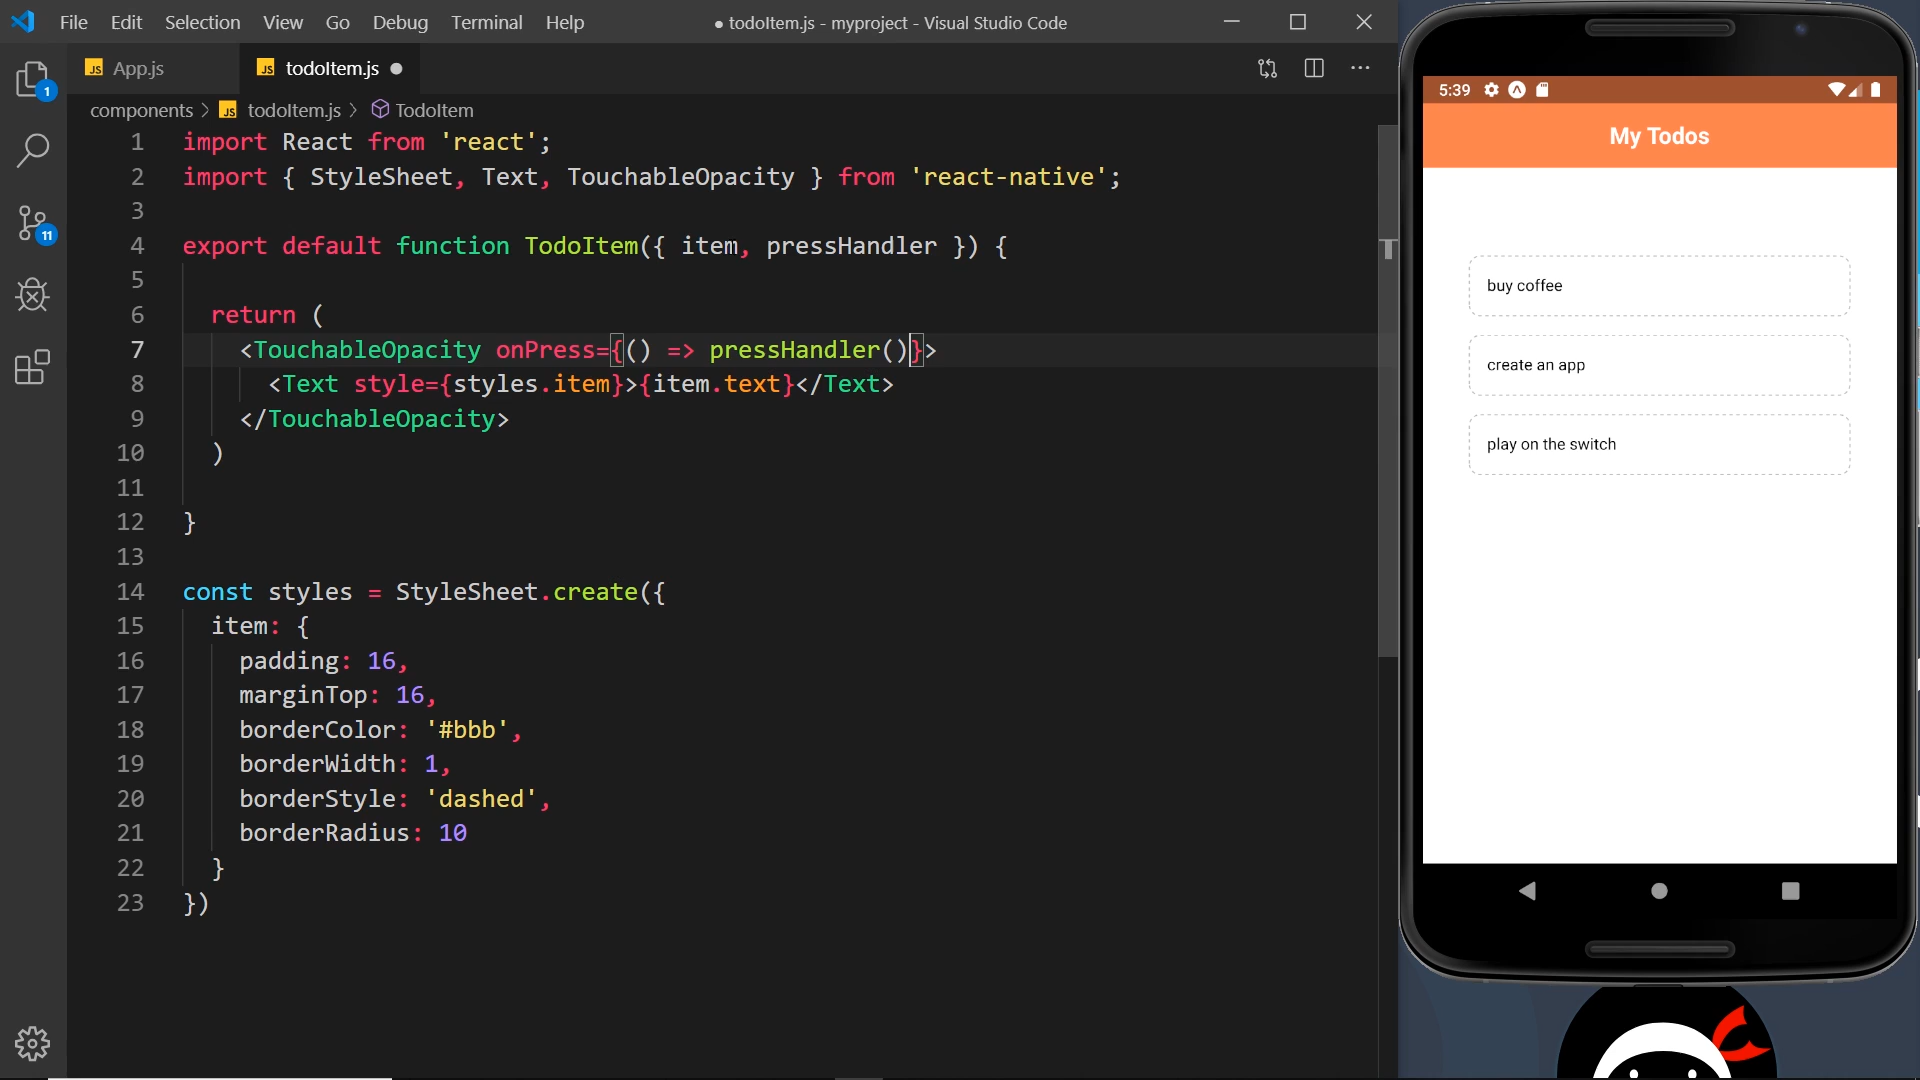 File Edit Selection View Go Debug Terminal Help
● todoItem.js - myproject - Visual Studio Code
JS App.js
JS todoItem.js ●
components > JS todoItem.js > TodoItem
1
11
1 import React from 'react';
2 import { StyleSheet, Text, TouchableOpacity } from 'react-native';
3
4 export default function TodoItem({ item, pressHandler }) {
5
6 return (
7 <TouchableOpacity onPress={() => pressHandler()}>
8 <Text style={styles.item}>{item.text}</Text>
9 </TouchableOpacity>
10 )
11
12 }
13
14 const styles = StyleSheet.create({
15 item: {
16 padding: 16,
17 marginTop: 16,
18 borderColor: '#bbb',
19 borderWidth: 1,
20 borderStyle: 'dashed',
21 borderRadius: 10
22 }
23 })
5:39
My Todos
buy coffee
create an app
play on the switch